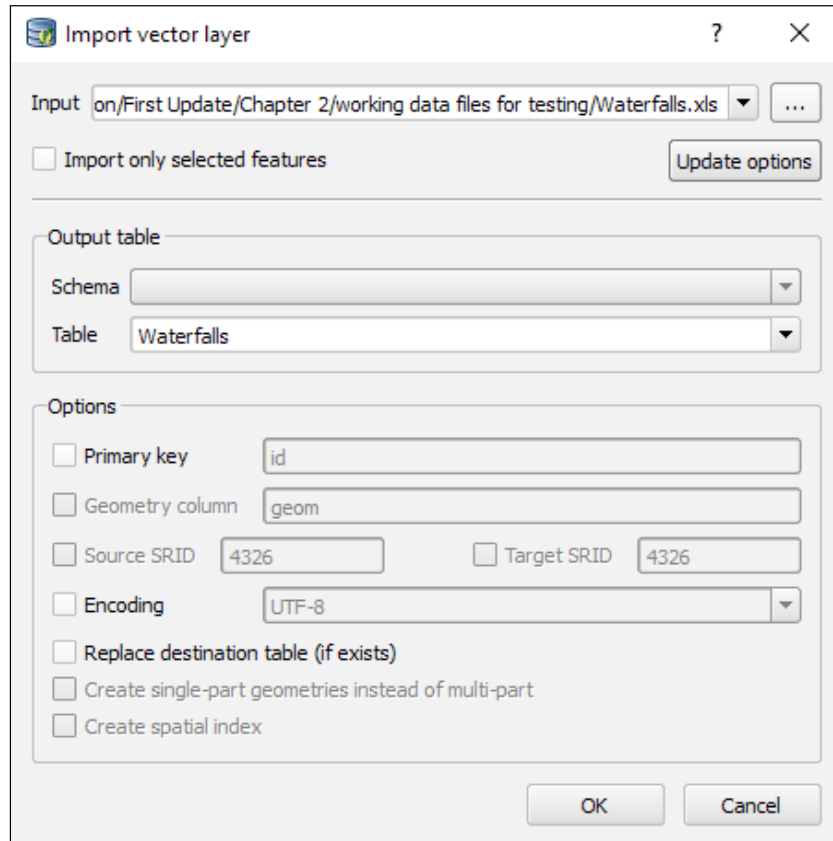 Import vector layer ?
Input on/First Update/Chapter 2/working data files for testing/Waterfalls.xls ...
Import only selected features Update options
Output table
Schema
Table Waterfalls
Options
Primary key id
Geometry column geom
Source SRID 4326 Target SRID 4326
Encoding UTF-8
Replace destination table (if exists)
Create single-part geometries instead of multi-part
Create spatial index
OK Cancel